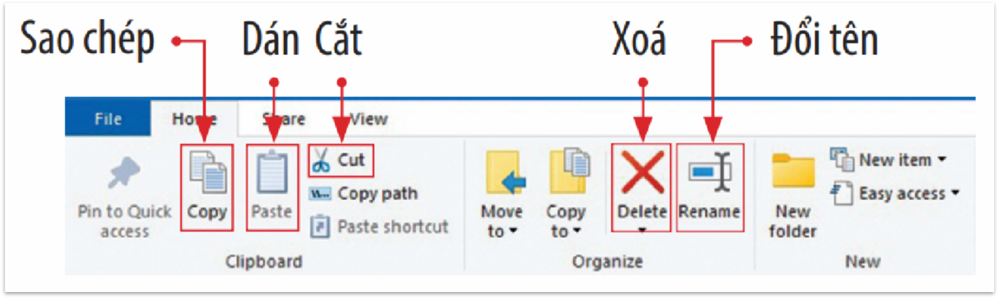 Sao chép Dán Cắt Xoá Đổi tên
File Home Share View
Pin to Quick access
Copy
Paste
Cut
Copy path
Paste shortcut
Clipboard
Move to
Copy to
Delete
Rename
Organize
New folder
New item
Easy access
New